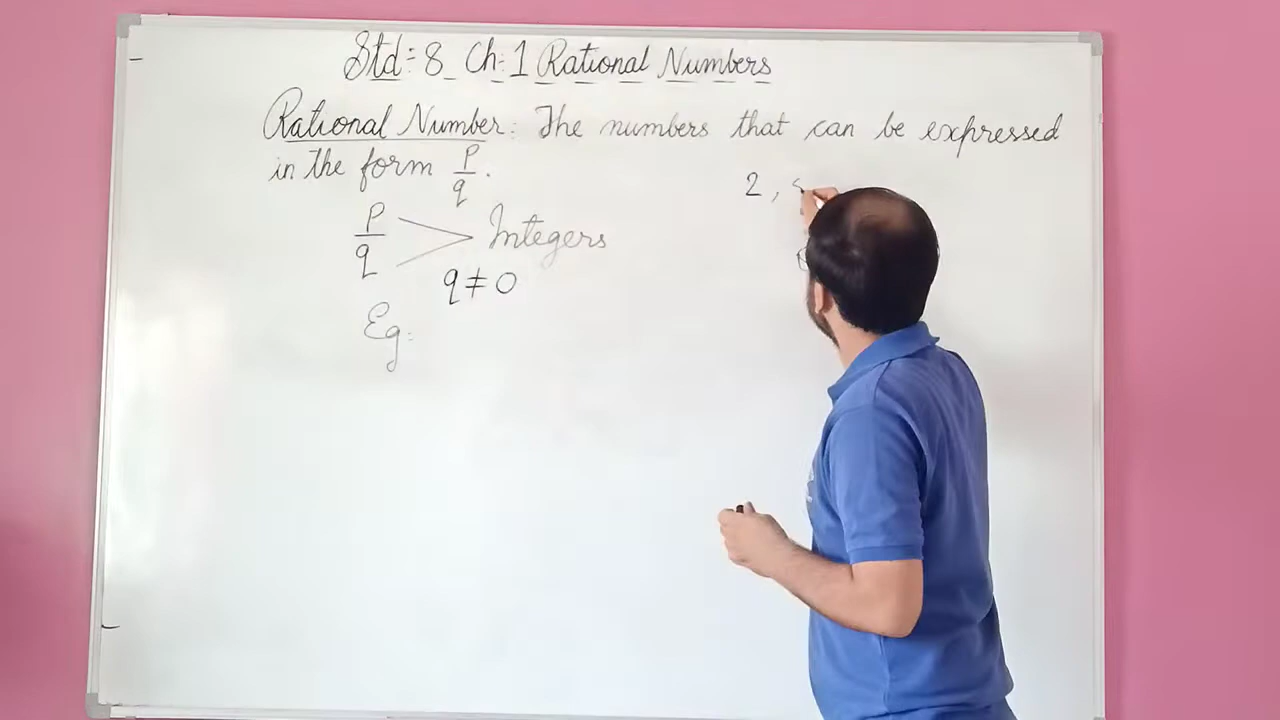 Std:- 8 Ch:- 1 Rational Numbers
Rational Number: The numbers that can be expressed
in the form p/q.
2,
p/q Integers
q ≠ 0
Eg: